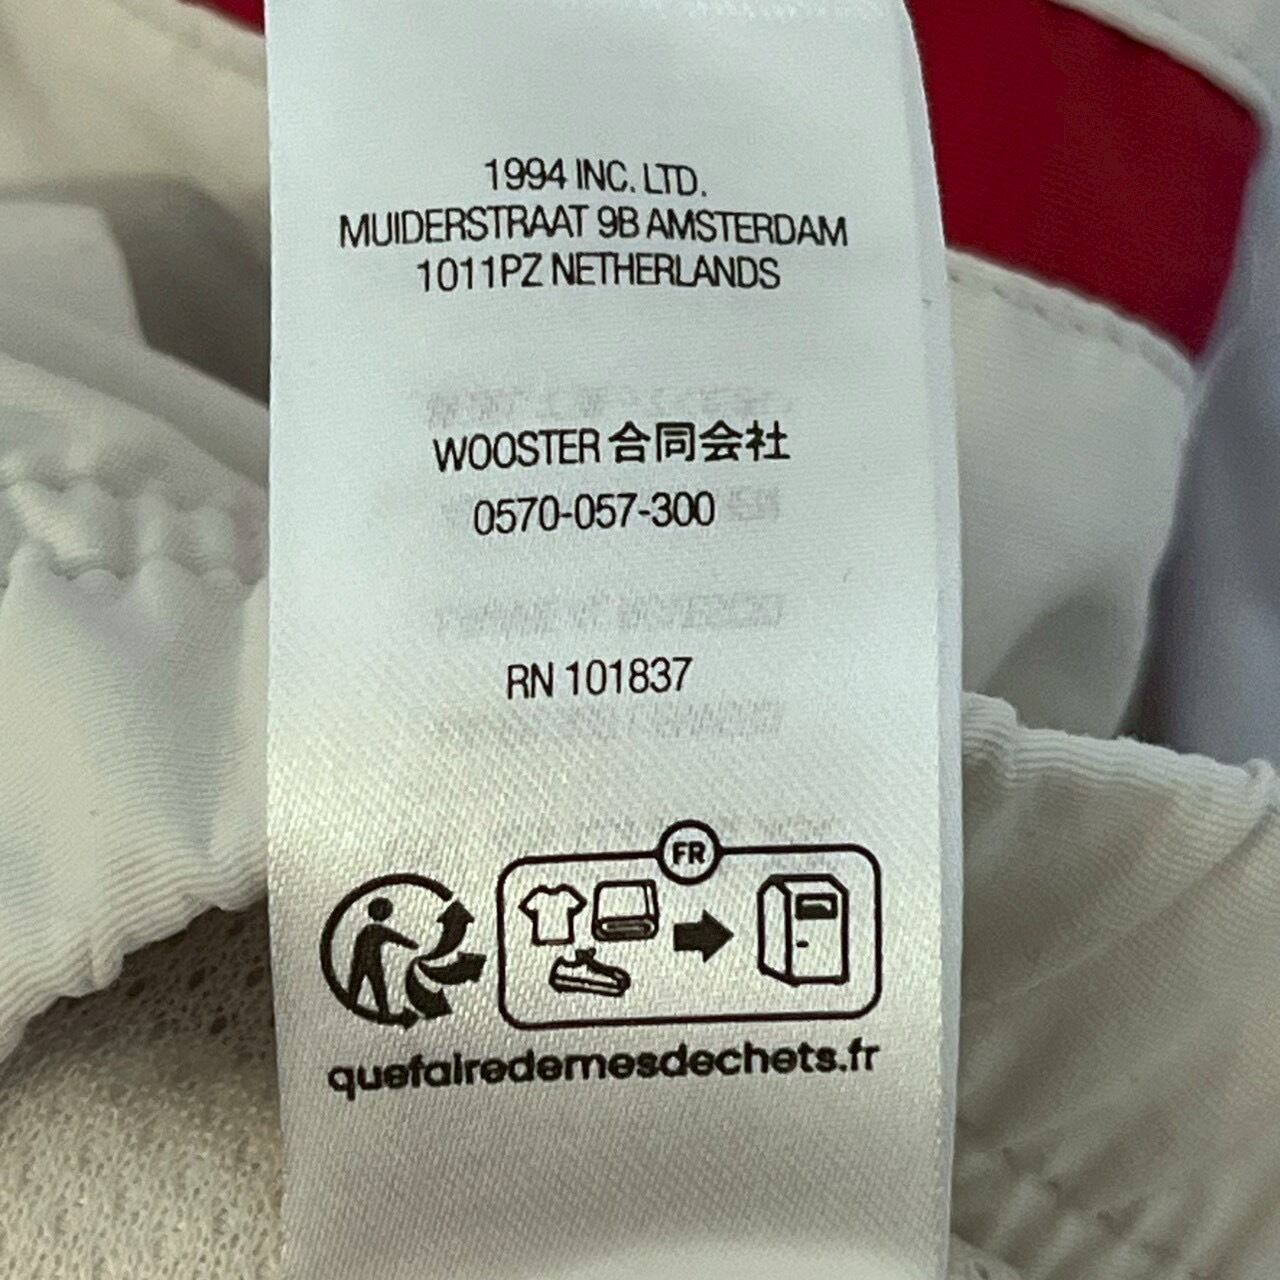 1994 INC. LTD.
MUIDERSTRAAT 9B AMSTERDAM
1011PZ NETHERLANDS
WOOSTER 合同会社
0570-057-300
RN 101837
FR
quefairedemesdechets.fr